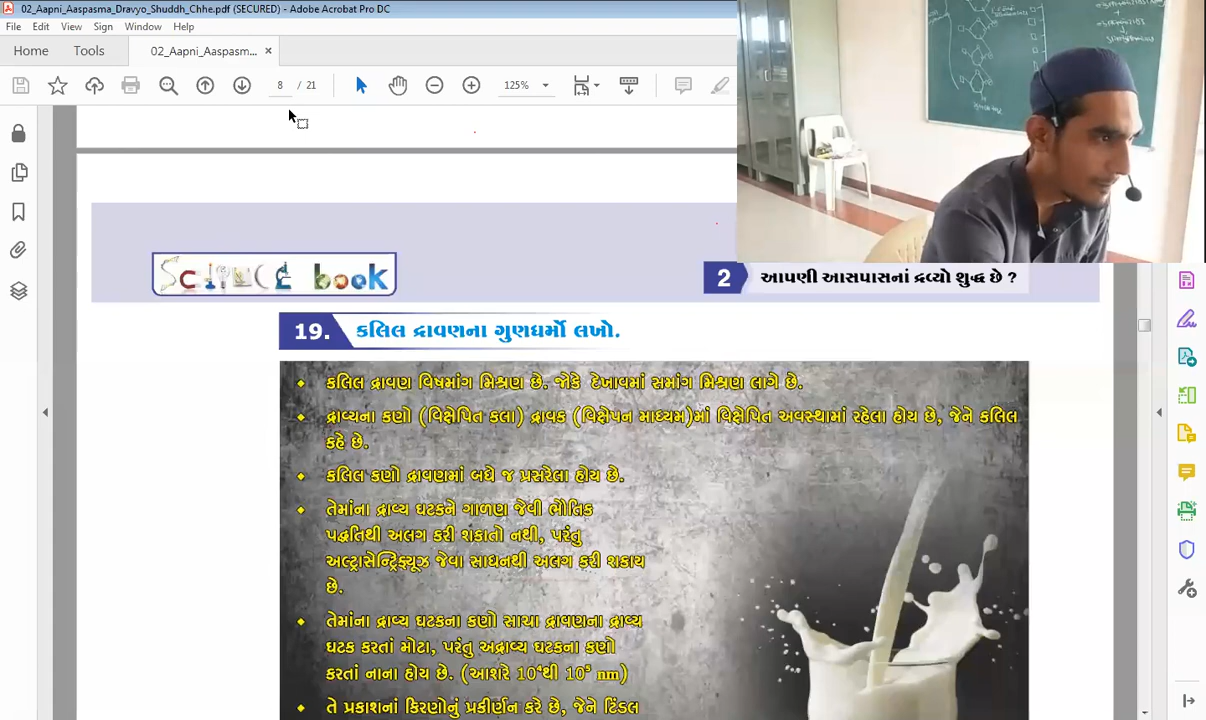 02_Aapni_Aaspasma_Dravyo_Shuddh_Chhe.pdf (SECURED) - Adobe Acrobat Pro DC
File Edit View Sign Window Help
Home Tools 02_Aapni_Aaspasm... ×
8 / 21 125%
Science book
2 આપણી આસપાસનાં દ્રવ્યો શુદ્ધ છે ?
19. કલિલ દ્રાવણના ગુણધર્મો લખો.
કલિલ દ્રાવણ વિષમાંગ મિશ્રણ છે. જોકે દેખાવમાં સમાંગ મિશ્રણ લાગે છે.
દ્રાવ્યના કણો (વિક્ષેપિત કલા) દ્રાવક (વિક્ષેપન માધ્યમ)માં વિક્ષેપિત અવસ્થામાં રહેલા હોય છે, જેને કલિલ
કહે છે.
કલિલ કણો દ્રાવણમાં બધે જ પ્રસરેલા હોય છે.
તેમાંના દ્રાવ્ય ઘટકને ગાળણ જેવી ભૌતિક
પદ્ધતિથી અલગ કરી શકાતો નથી, પરંતુ
અલ્ટ્રાસેન્ટ્રિફ્યૂઝ જેવા સાધનથી અલગ કરી શકાય
છે.
તેમાંના દ્રાવ્ય ઘટકના કણો સાચા દ્રાવણના દ્રાવ્ય
ઘટક કરતાં મોટા, પરંતુ અદ્રાવ્ય ઘટકના કણો
કરતાં નાના હોય છે. (આશરે 10⁴થી 10⁵ nm)
તે પ્રકાશનાં કિરણોનું પ્રકીર્ણન કરે છે, જેને ટિંડલ